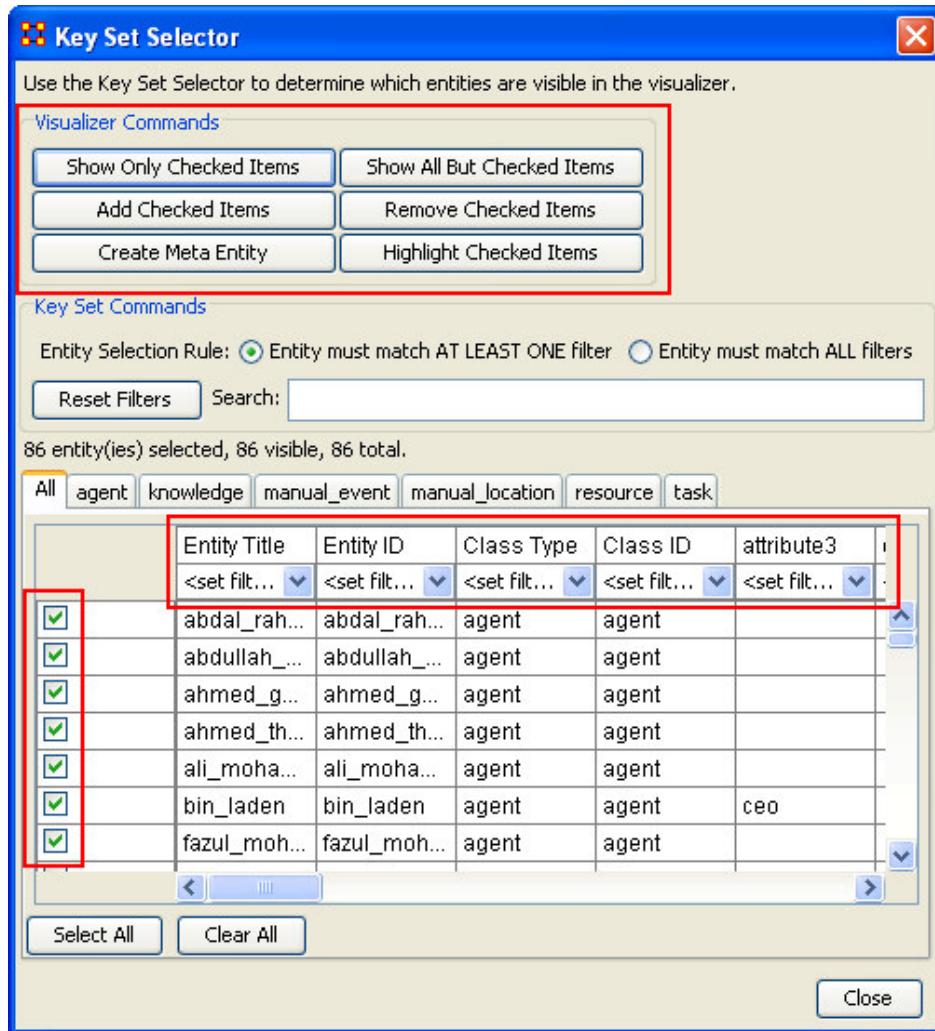 Key Set Selector
Use the Key Set Selector to determine which entities are visible in the visualizer.
Visualizer Commands
Show Only Checked Items Show All But Checked Items
Add Checked Items Remove Checked Items
Create Meta Entity Highlight Checked Items
Key Set Commands
Entity Selection Rule: Entity must match AT LEAST ONE filter Entity must match ALL filters
Reset Filters Search:
86 entity(ies) selected, 86 visible, 86 total.
All agent knowledge manual_event manual_location resource task
Entity Title Entity ID Class Type Class ID attribute3
<set filt... <set filt... <set filt... <set filt... <set filt... <
abdal_rah... abdal_rah... agent agent
abdullah_... abdullah_... agent agent
ahmed_g... ahmed_g... agent agent
ahmed_th... ahmed_th... agent agent
ali_moha... ali_moha... agent agent
bin_laden bin_laden agent agent ceo
fazul_moh... fazul_moh... agent agent
Select All Clear All
Close